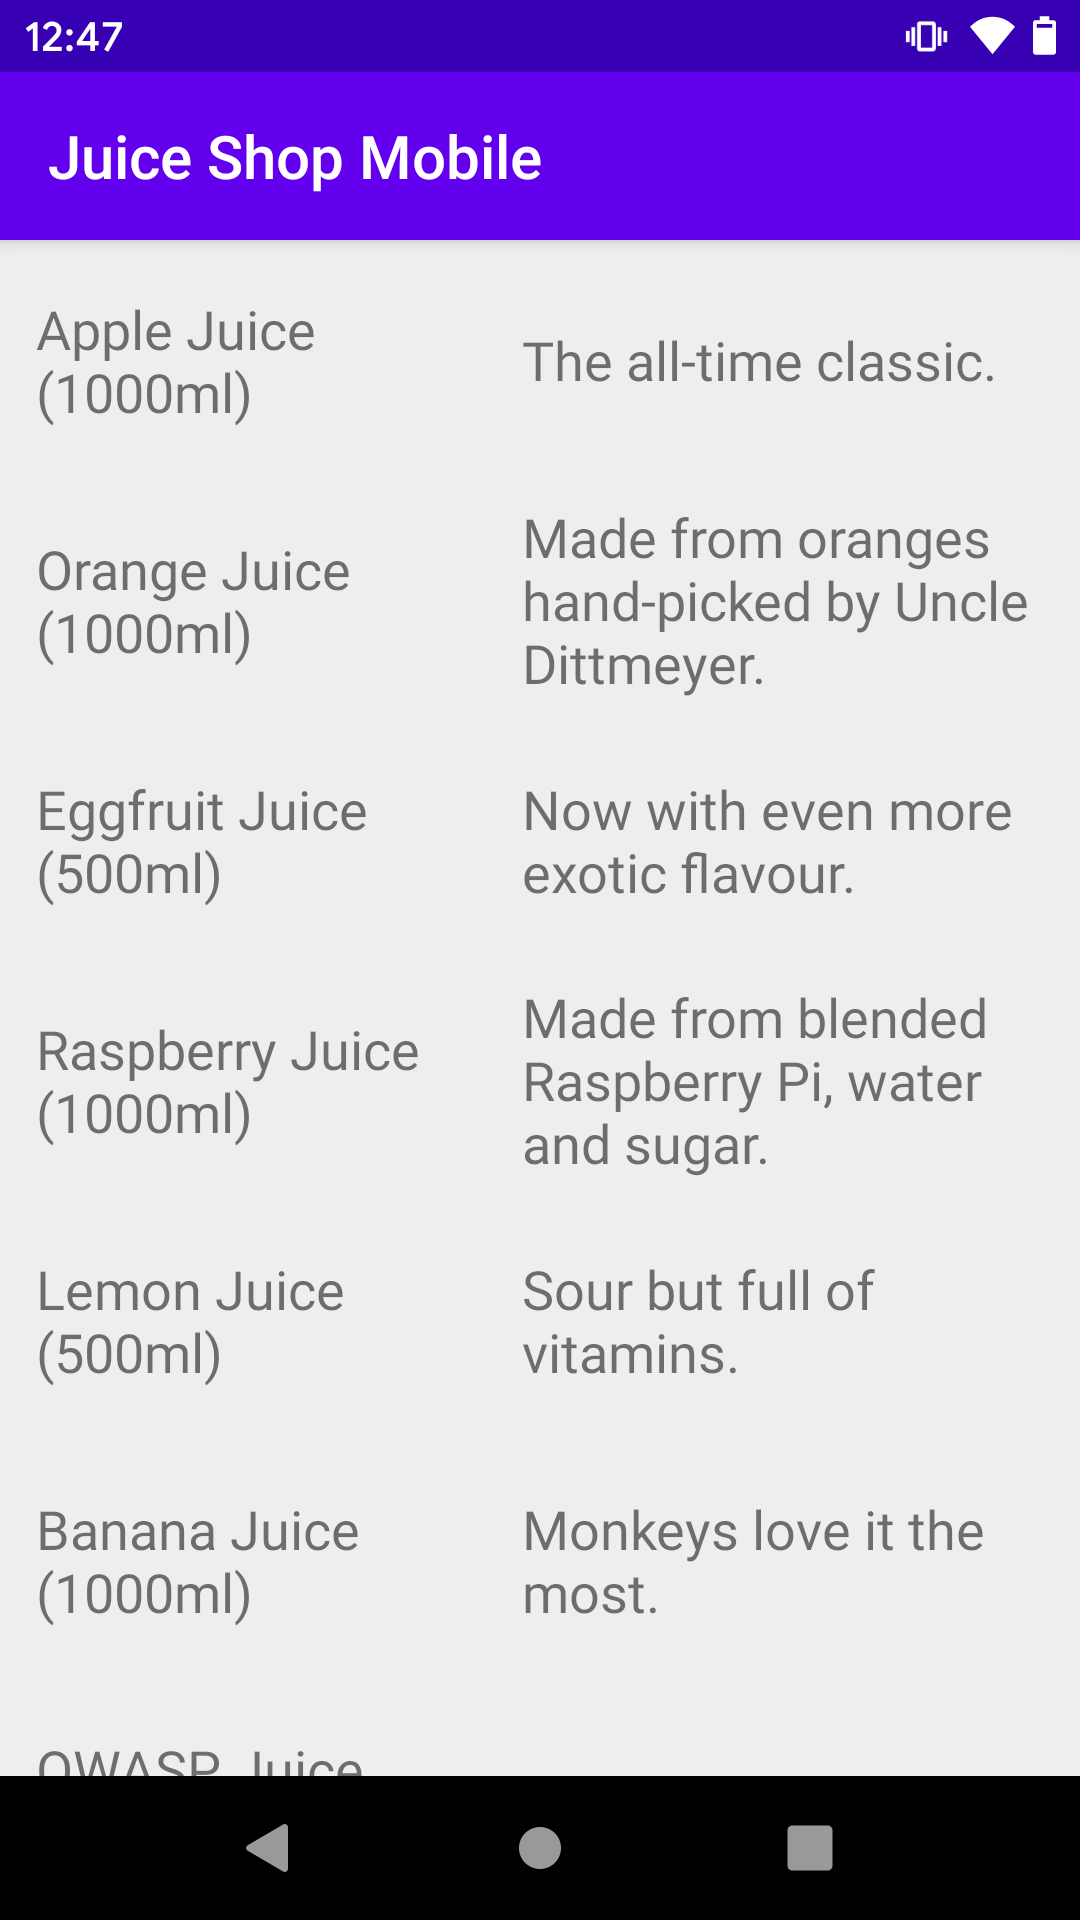 12:47
Juice Shop Mobile
Apple Juice
(1000ml)
The all-time classic.
Orange Juice
(1000ml)
Made from oranges
hand-picked by Uncle
Dittmeyer.
Eggfruit Juice
(500ml)
Now with even more
exotic flavour.
Raspberry Juice
(1000ml)
Made from blended
Raspberry Pi, water
and sugar.
Lemon Juice
(500ml)
Sour but full of
vitamins.
Banana Juice
(1000ml)
Monkeys love it the
most.
OWASP Juice